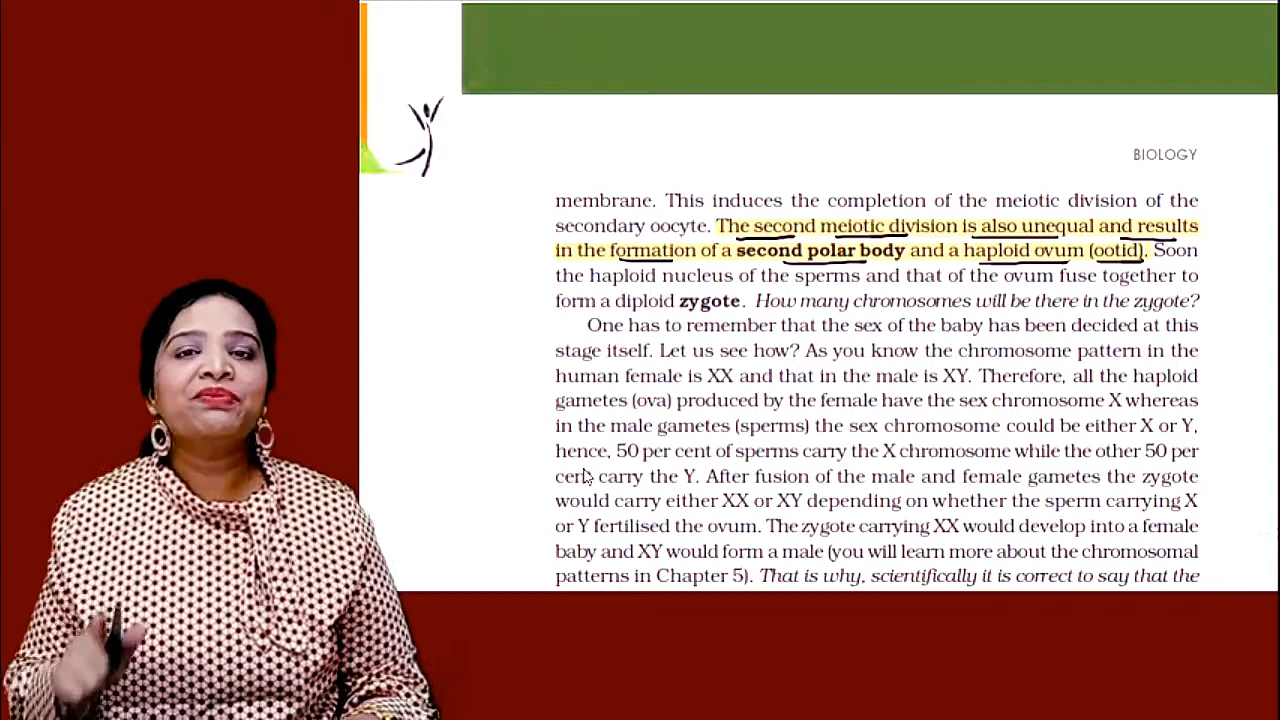 BIOLOGY
membrane. This induces the completion of the meiotic division of the
secondary oocyte. The second meiotic division is also unequal and results
in the formation of a second polar body and a haploid ovum (ootid). Soon
the haploid nucleus of the sperms and that of the ovum fuse together to
form a diploid zygote. How many chromosomes will be there in the zygote?
One has to remember that the sex of the baby has been decided at this
stage itself. Let us see how? As you know the chromosome pattern in the
human female is XX and that in the male is XY. Therefore, all the haploid
gametes (ova) produced by the female have the sex chromosome X whereas
in the male gametes (sperms) the sex chromosome could be either X or Y,
hence, 50 per cent of sperms carry the X chromosome while the other 50 per
cent carry the Y. After fusion of the male and female gametes the zygote
would carry either XX or XY depending on whether the sperm carrying X
or Y fertilised the ovum. The zygote carrying XX would develop into a female
baby and XY would form a male (you will learn more about the chromosomal
patterns in Chapter 5). That is why, scientifically it is correct to say that the